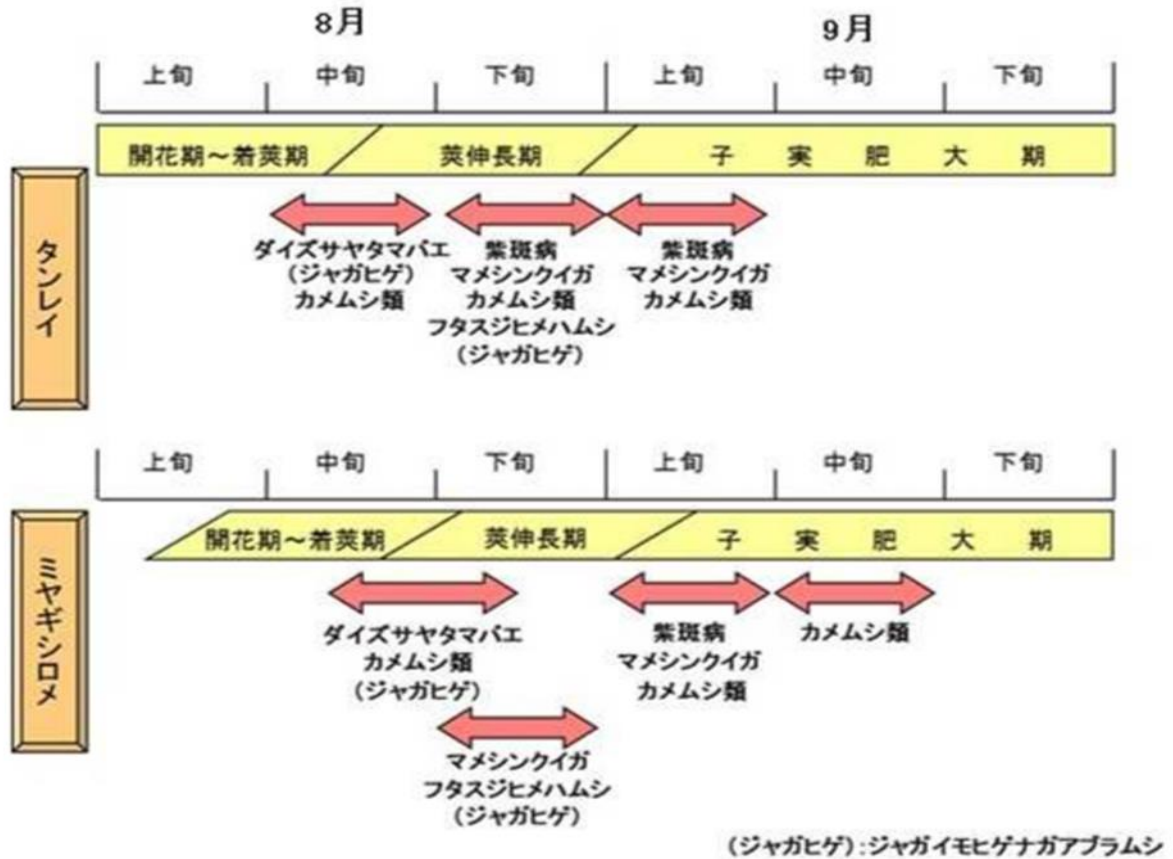 8月
9月
上旬 中旬 下旬 上旬 中旬 下旬
開花期～着莢期 莢伸長期 子実肥大期
タンレイ
ダイズサヤタマバエ
(ジャガヒゲ)
カメムシ類
紫斑病
マメシンクイガ
カメムシ類
フタスジヒメハムシ
(ジャガヒゲ)
紫斑病
マメシンクイガ
カメムシ類
上旬 中旬 下旬 上旬 中旬 下旬
開花期～着莢期 莢伸長期 子実肥大期
ミヤギシロメ
ダイズサヤタマバエ
カメムシ類
(ジャガヒゲ)
マメシンクイガ
フタスジヒメハムシ
(ジャガヒゲ)
紫斑病
マメシンクイガ
カメムシ類
カメムシ類
(ジャガヒゲ):ジャガイモヒゲナガアブラムシ